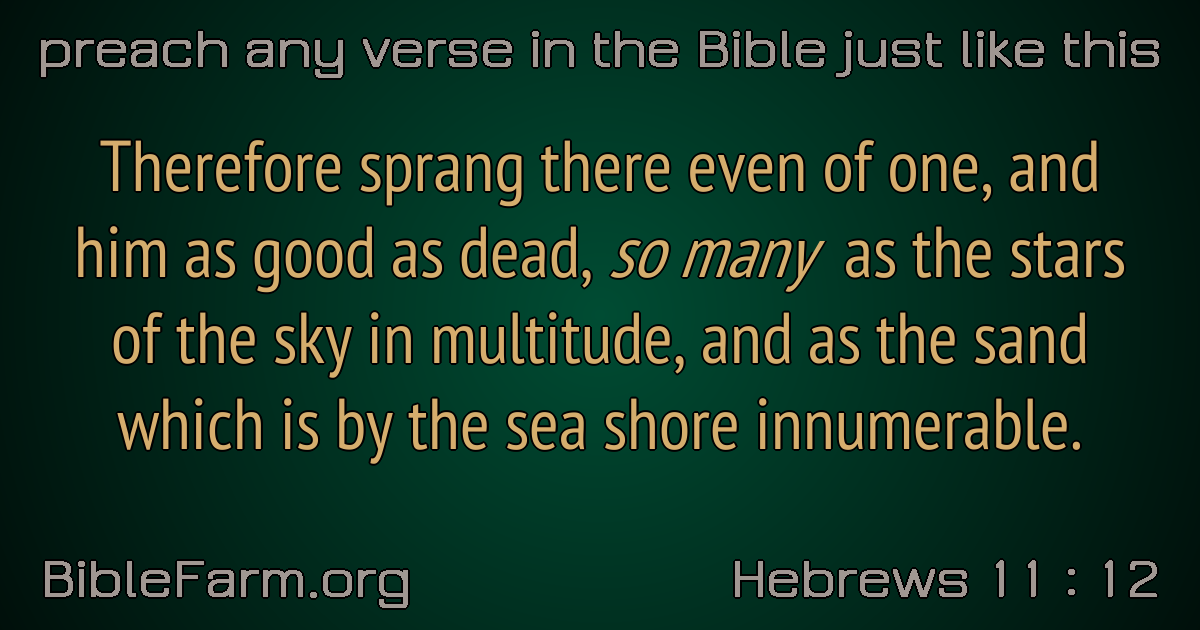 preach any verse in the Bible just like this
Therefore sprang there even of one, and
him as good as dead, so many as the stars
of the sky in multitude, and as the sand
which is by the sea shore innumerable.
BibleFarm.org
Hebrews 11 : 12